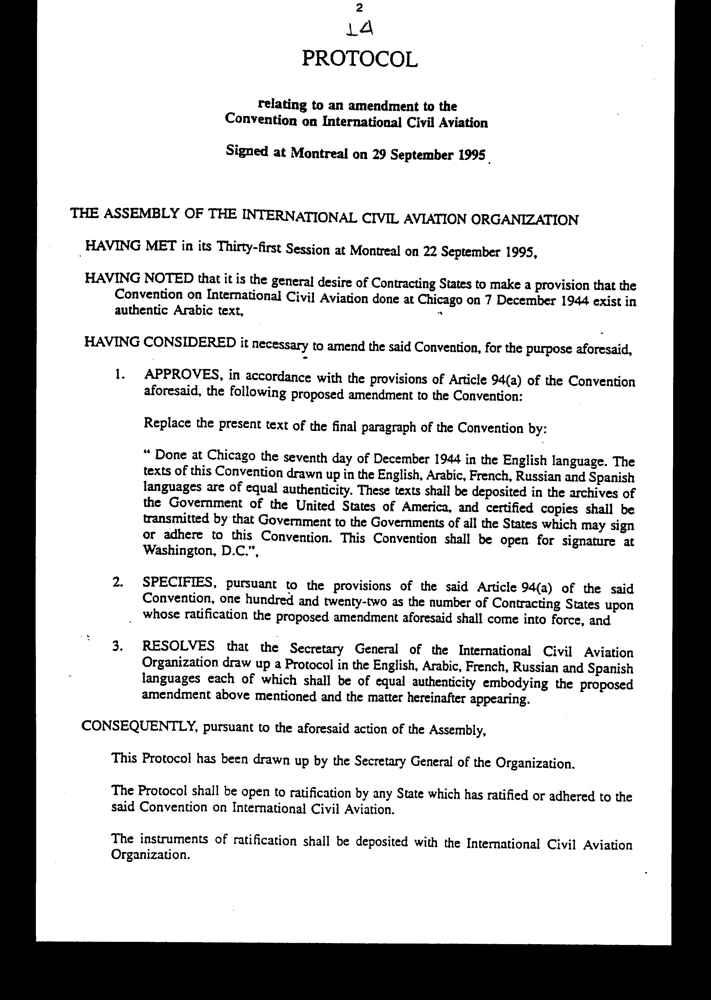 2
1A
PROTOCOL
relating to an amendment to the
Convention on International Civil Aviation
Signed at Montreal on 29 September 1995
THE ASSEMBLY OF THE INTERNATIONAL CIVIL AVIATION ORGANIZATION
HAVING MET in its Thirty-first Session at Montreal on 22 September 1995,
HAVING NOTED that it is the general desire of Contracting States to make a provision that the
Convention on International Civil Aviation done at Chicago on 7 December 1944 exist in
authentic Arabic text,
HAVING CONSIDERED it necessary to amend the said Convention, for the purpose aforesaid,
1. APPROVES, in accordance with the provisions of Article 94(a) of the Convention
aforesaid, the following proposed amendment to the Convention:
Replace the present text of the final paragraph of the Convention by:
“ Done at Chicago the seventh day of December 1944 in the English language. The
texts of this Convention drawn up in the English, Arabic, French, Russian and Spanish
languages are of equal authenticity. These texts shall be deposited in the archives of
the Government of the United States of America, and certified copies shall be
transmitted by that Government to the Governments of all the States which may sign
or adhere to this Convention. This Convention shall be open for signature at
Washington, D.C.”,
2. SPECIFIES, pursuant to the provisions of the said Article 94(a) of the said
Convention, one hundred and twenty-two as the number of Contracting States upon
whose ratification the proposed amendment aforesaid shall come into force, and
3. RESOLVES that the Secretary General of the International Civil Aviation
Organization draw up a Protocol in the English, Arabic, French, Russian and Spanish
languages each of which shall be of equal authenticity embodying the proposed
amendment above mentioned and the matter hereinafter appearing.
CONSEQUENTLY, pursuant to the aforesaid action of the Assembly,
This Protocol has been drawn up by the Secretary General of the Organization.
The Protocol shall be open to ratification by any State which has ratified or adhered to the
said Convention on International Civil Aviation.
The instruments of ratification shall be deposited with the International Civil Aviation
Organization.